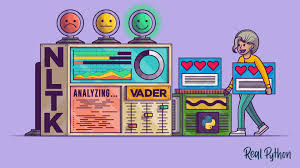 NLTK
ANALYZING...
VADER
Real Python